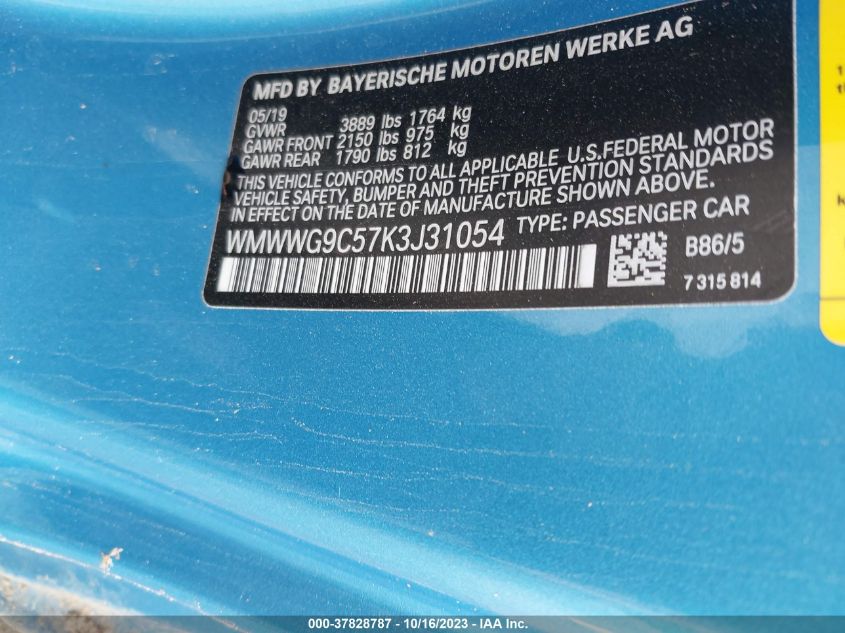 MFD BY BAYERISCHE MOTOREN WERKE AG
05/19
GVWR 3889 lbs 1764 kg
GAWR FRONT 2150 lbs 975 kg
GAWR REAR 1790 lbs 812 kg
THIS VEHICLE CONFORMS TO ALL APPLICABLE U.S.FEDERAL MOTOR
VEHICLE SAFETY, BUMPER AND THEFT PREVENTION STANDARDS
IN EFFECT ON THE DATE OF MANUFACTURE SHOWN ABOVE.
WMWWG9C57K3J31054 TYPE: PASSENGER CAR
B86/5
7 315 814
000-37828787 - 10/16/2023 - IAA Inc.